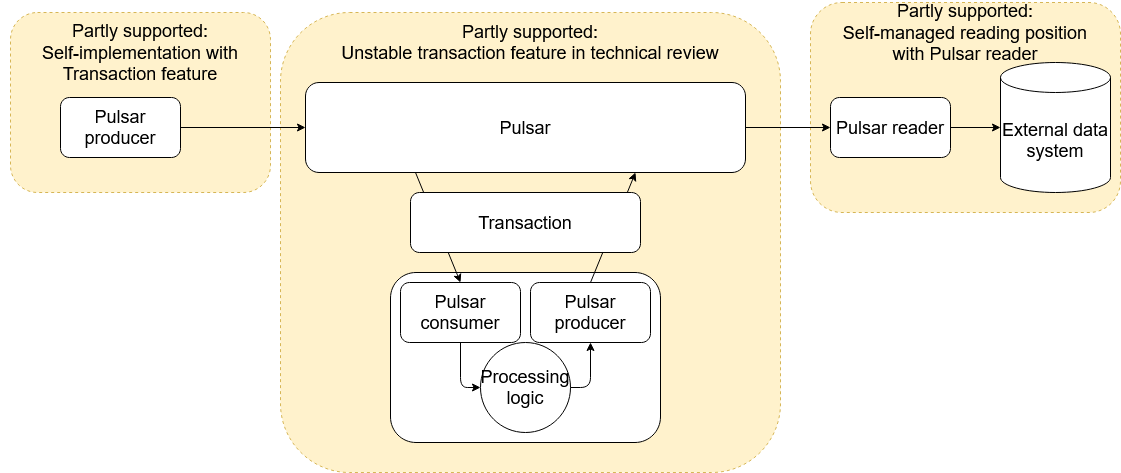 Partly supported:
Self-implementation with
Transaction feature
Pulsar
producer
Partly supported:
Unstable transaction feature in technical review
Pulsar
Transaction
Pulsar
consumer
Pulsar
producer
Processing
logic
Partly supported:
Self-managed reading position
with Pulsar reader
Pulsar reader
External data
system